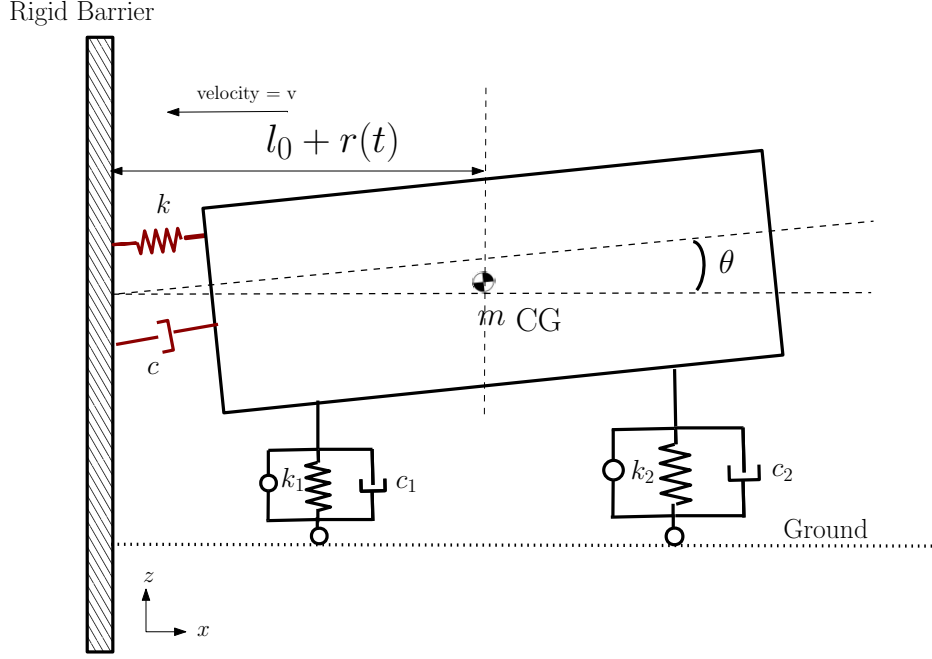 Rigid Barrier
velocity = v
l₀ + r(t)
k
θ
m CG
c
k₁
c₁
k₂
c₂
Ground
z
x